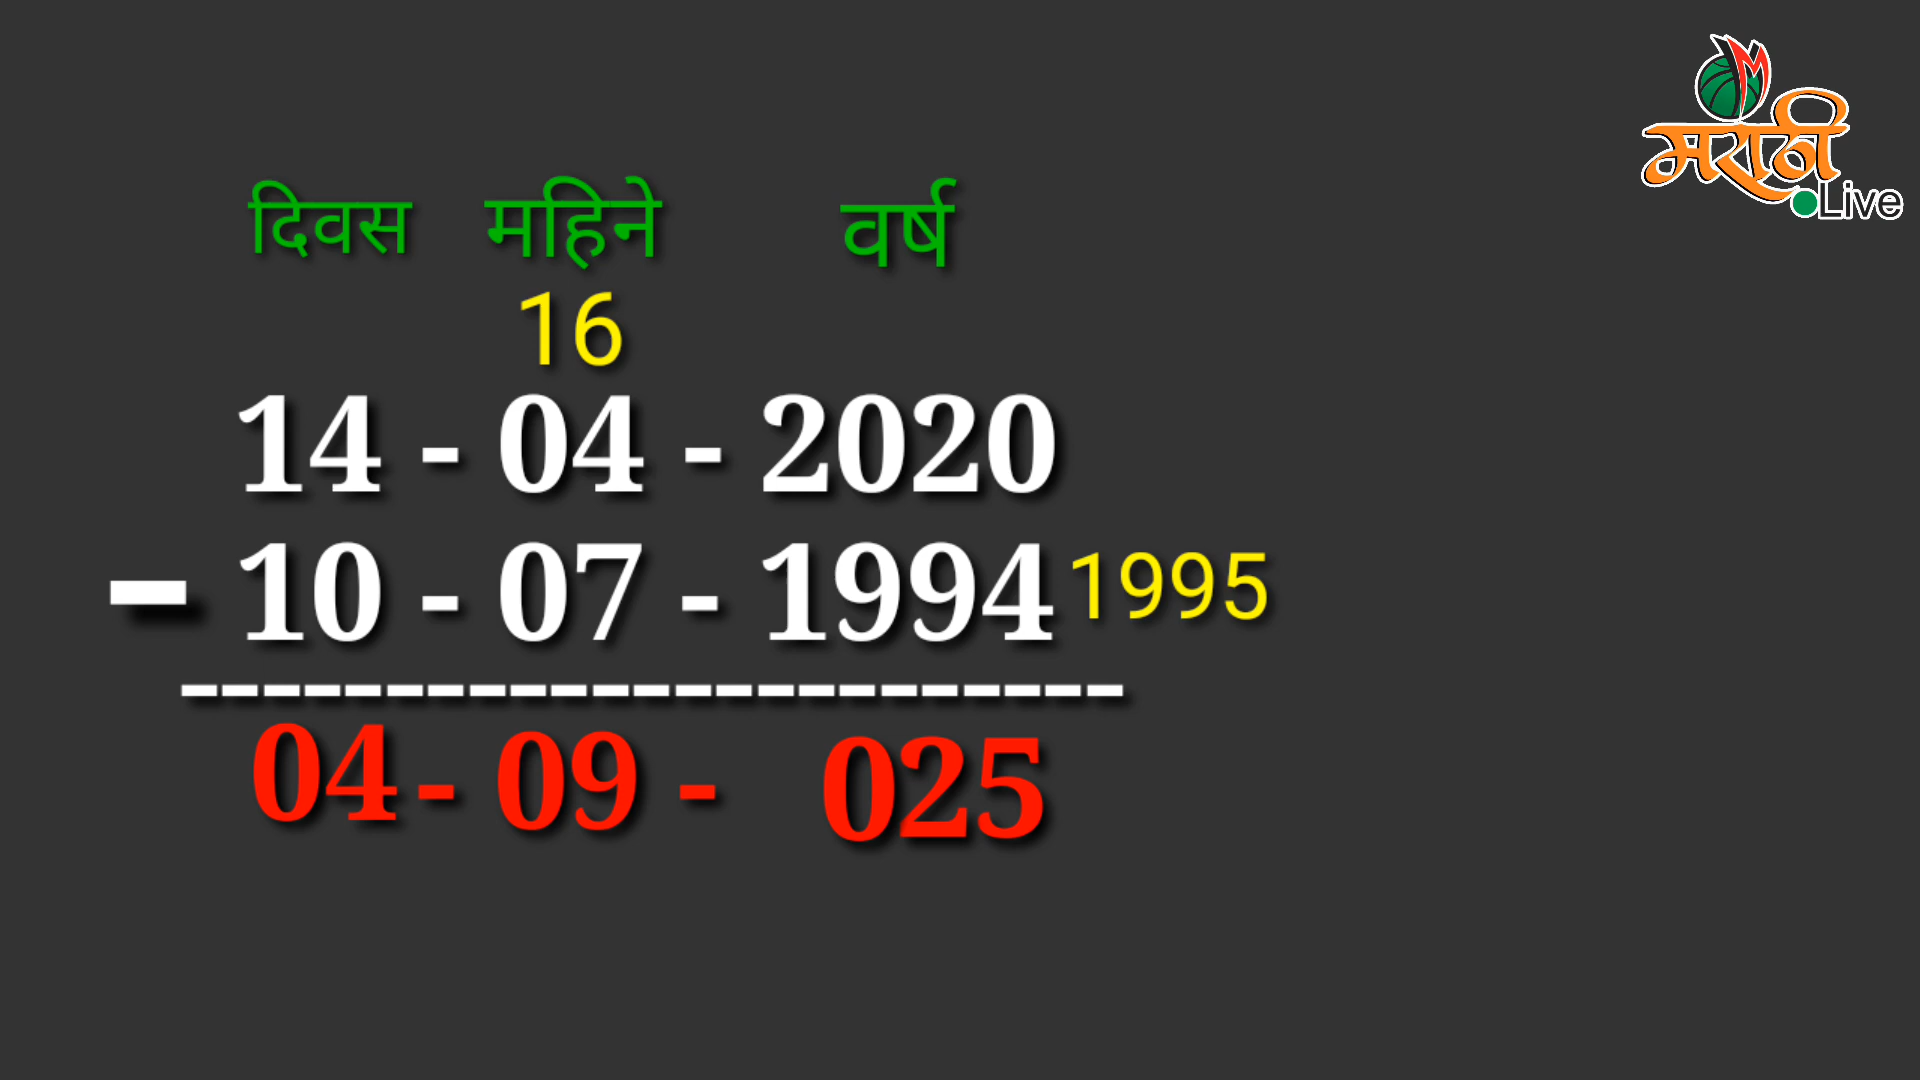 मराठी
Live
दिवस महिने वर्ष
16
14 - 04 - 2020
- 10 - 07 - 1994 1995
-----------------------
04 - 09 - 025